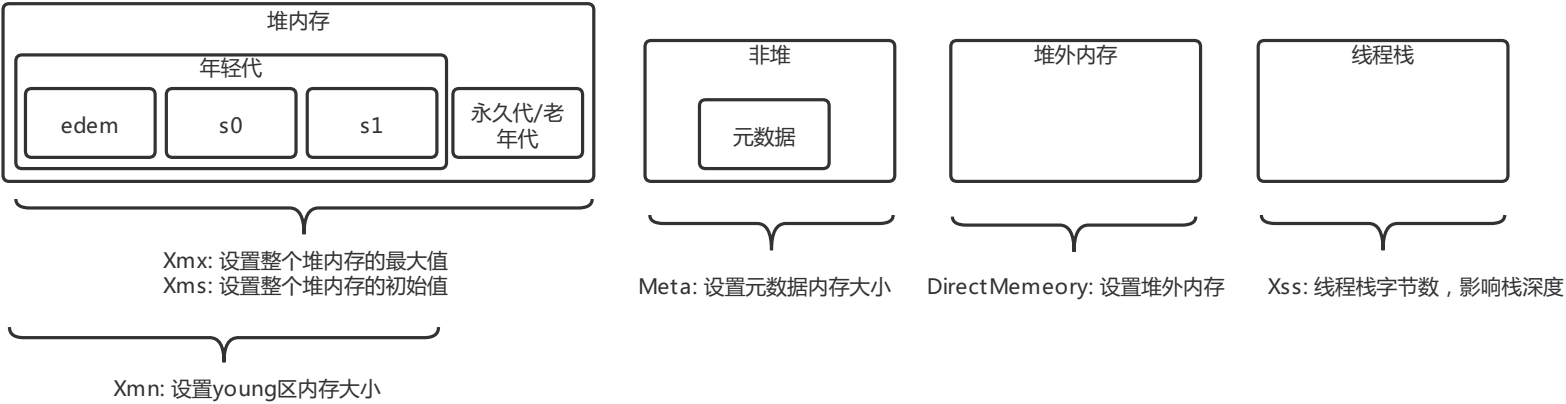 堆内存
年轻代
edem
s0
s1
永久代/老
年代
非堆
元数据
堆外内存
线程栈
Xmx: 设置整个堆内存的最大值
Xms: 设置整个堆内存的初始值
Meta: 设置元数据内存大小
DirectMemeory: 设置堆外内存
Xss: 线程栈字节数，影响栈深度
Xmn: 设置young区内存大小